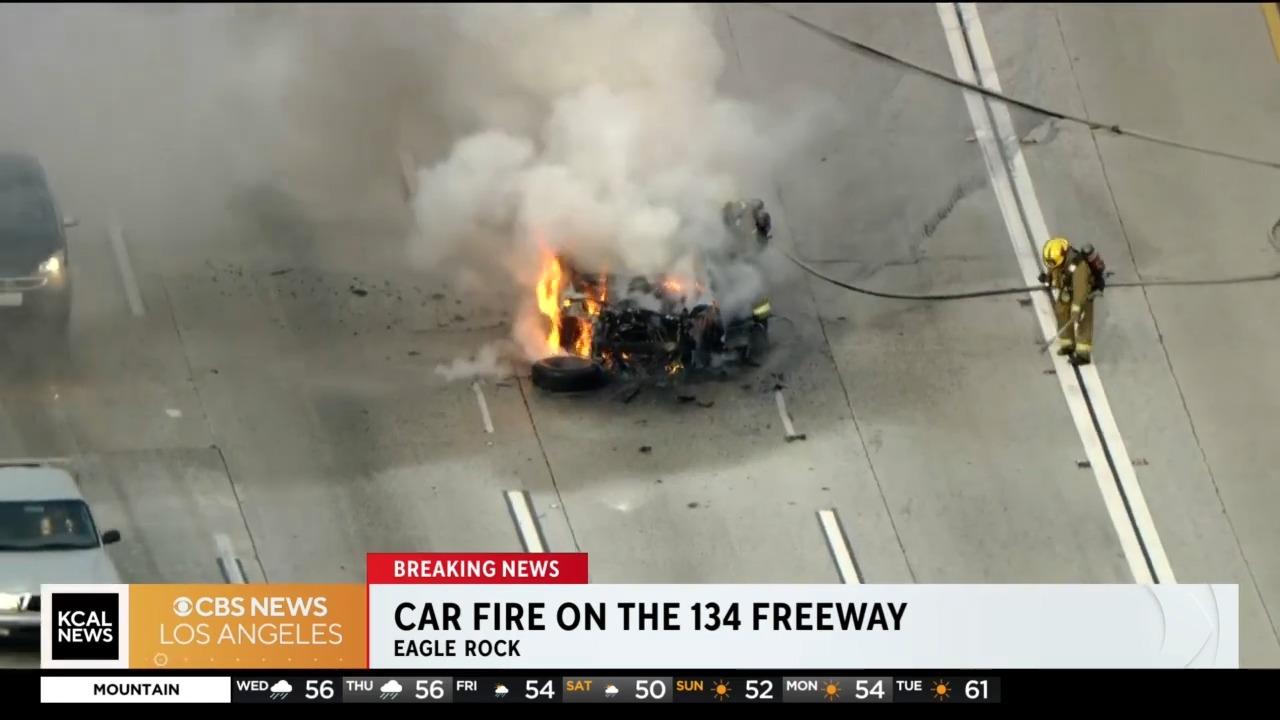 BREAKING NEWS
KCAL NEWS
CBS NEWS
LOS ANGELES
CAR FIRE ON THE 134 FREEWAY
EAGLE ROCK
MOUNTAIN WED 56 THU 56 FRI 54 SAT 50 SUN 52 MON 54 TUE 61